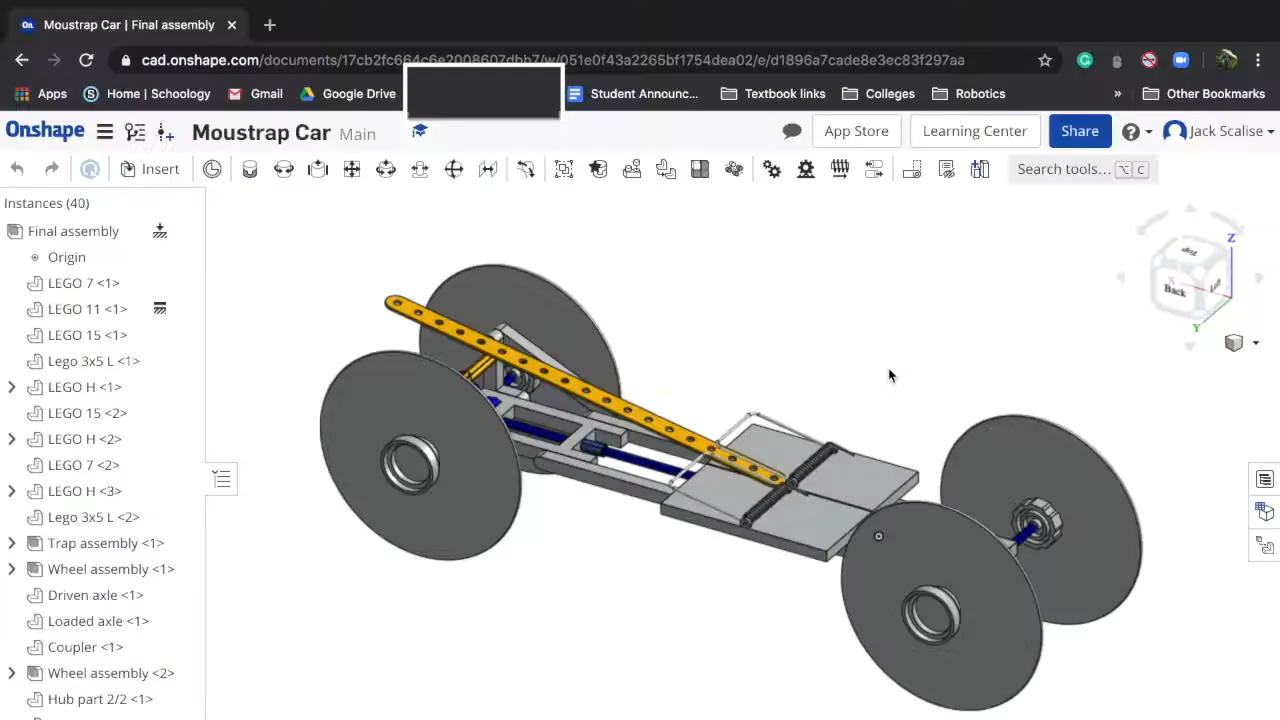 On Moustrap Car | Final assembly
cad.onshape.com/documents/17cb2fc664c6e2008607dbb7/w/051e0f43a2265bf1754dea02/e/d1896a7cade8e3ec83f297aa
Apps Home | Schoology Gmail Google Drive Student Announc... Textbook links Colleges Robotics » Other Bookmarks
Onshape Moustrap Car Main App Store Learning Center Share Jack Scalise
Insert Search tools... ⌥ C
Instances (40)
Final assembly
Origin
LEGO 7 <1>
LEGO 11 <1>
LEGO 15 <1>
Lego 3x5 L <1>
LEGO H <1>
LEGO 15 <2>
LEGO H <2>
LEGO 7 <2>
LEGO H <3>
Lego 3x5 L <2>
Trap assembly <1>
Wheel assembly <1>
Driven axle <1>
Loaded axle <1>
Coupler <1>
Wheel assembly <2>
Hub part 2/2 <1>
Z
Top
X
Back
Left
Y